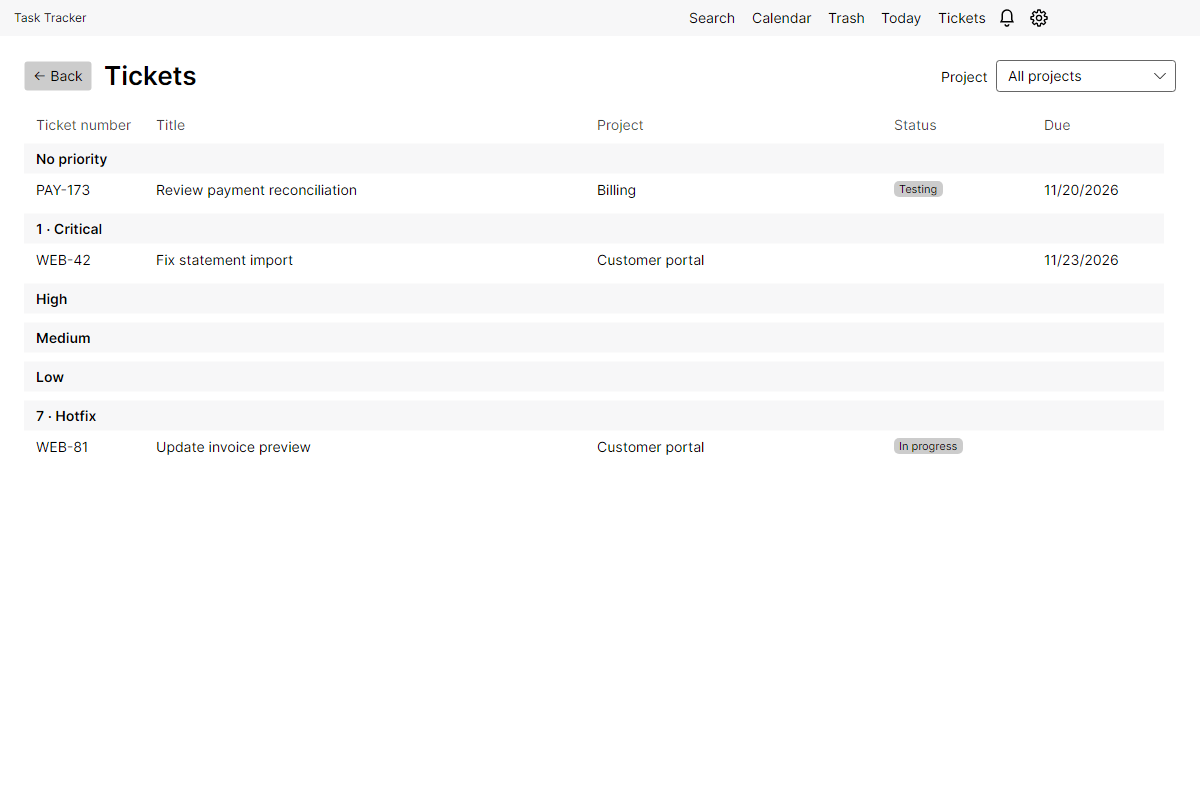 Task Tracker Search Calendar Trash Today Tickets
← Back Tickets Project All projects
Ticket number Title Project Status Due
No priority
PAY-173 Review payment reconciliation Billing Testing 11/20/2026
1 · Critical
WEB-42 Fix statement import Customer portal 11/23/2026
High
Medium
Low
7 · Hotfix
WEB-81 Update invoice preview Customer portal In progress